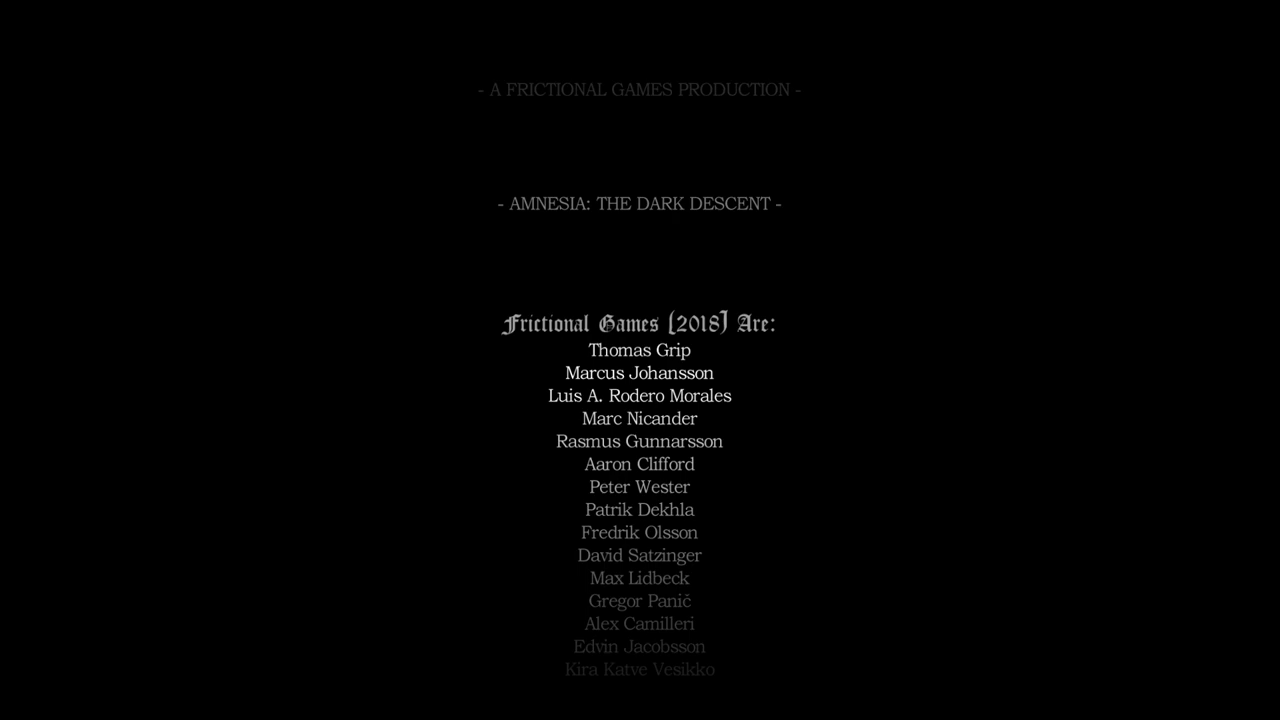 - A FRICTIONAL GAMES PRODUCTION -
- AMNESIA: THE DARK DESCENT -
Frictional Games [2018] Are:
Thomas Grip
Marcus Johansson
Luis A. Rodero Morales
Marc Nicander
Rasmus Gunnarsson
Aaron Clifford
Peter Wester
Patrik Dekhla
Fredrik Olsson
David Satzinger
Max Lidbeck
Gregor Panič
Alex Camilleri
Edvin Jacobsson
Kira Katve Vesikko